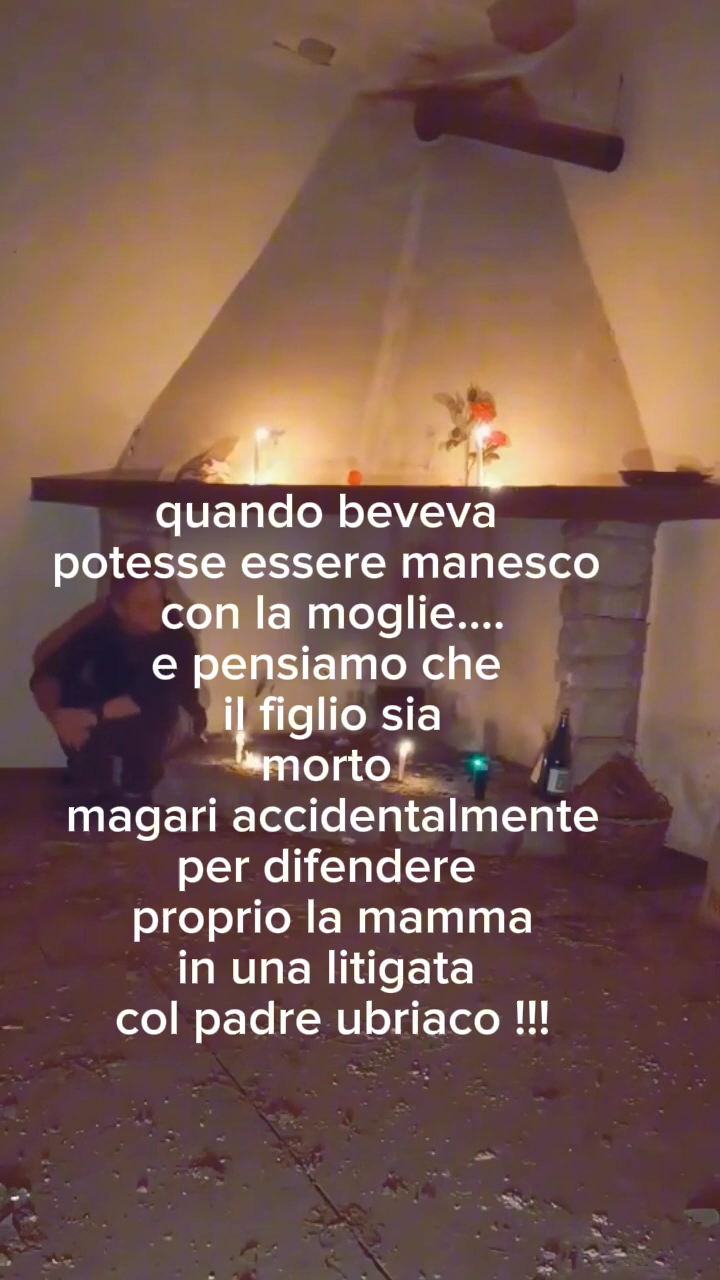 quando beveva
potesse essere manesco
con la moglie....
e pensiamo che
il figlio sia
morto
magari accidentalmente
per difendere
proprio la mamma
in una litigata
col padre ubriaco !!!